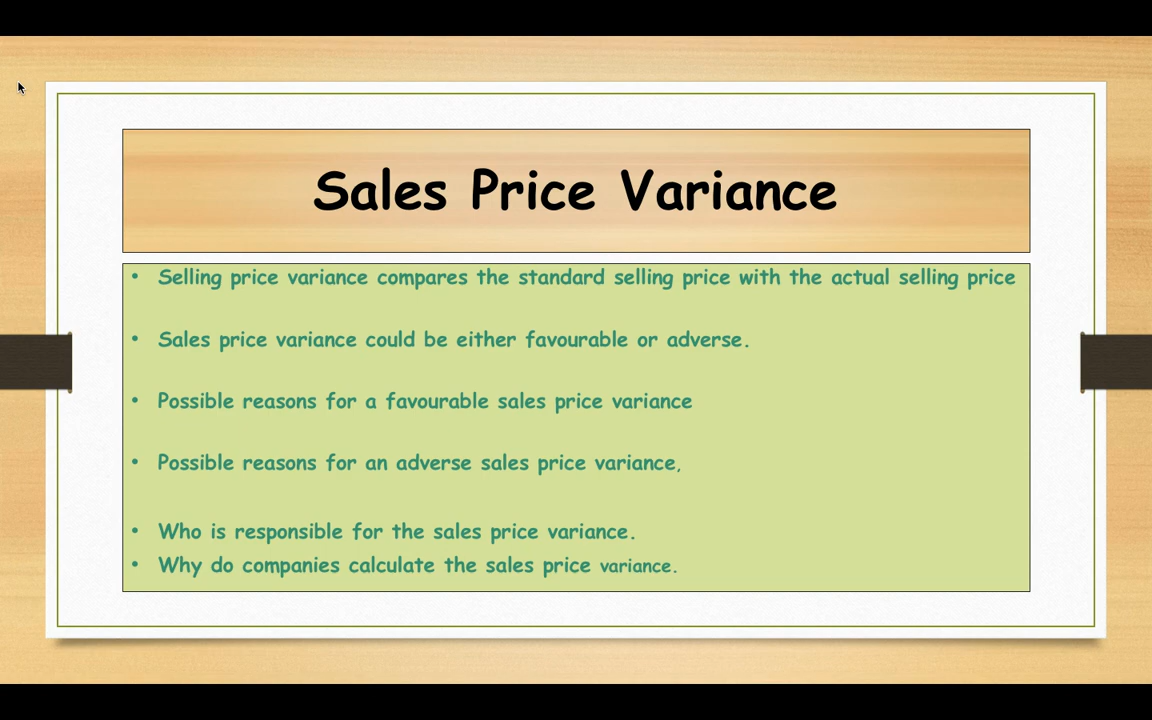 Sales Price Variance
• Selling price variance compares the standard selling price with the actual selling price
• Sales price variance could be either favourable or adverse.
• Possible reasons for a favourable sales price variance
• Possible reasons for an adverse sales price variance,
• Who is responsible for the sales price variance.
• Why do companies calculate the sales price variance.